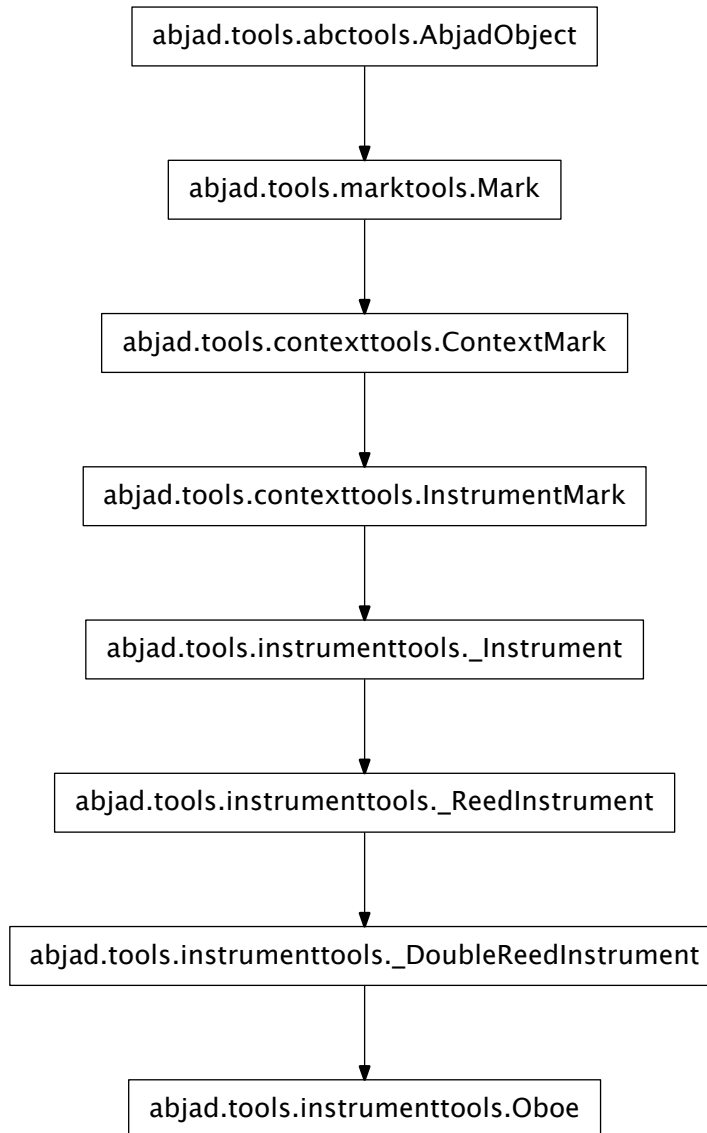 abjad.tools.abctools.AbjadObject
abjad.tools.marktools.Mark
abjad.tools.contexttools.ContextMark
abjad.tools.contexttools.InstrumentMark
abjad.tools.instrumenttools._Instrument
abjad.tools.instrumenttools._ReedInstrument
abjad.tools.instrumenttools._DoubleReedInstrument
abjad.tools.instrumenttools.Oboe